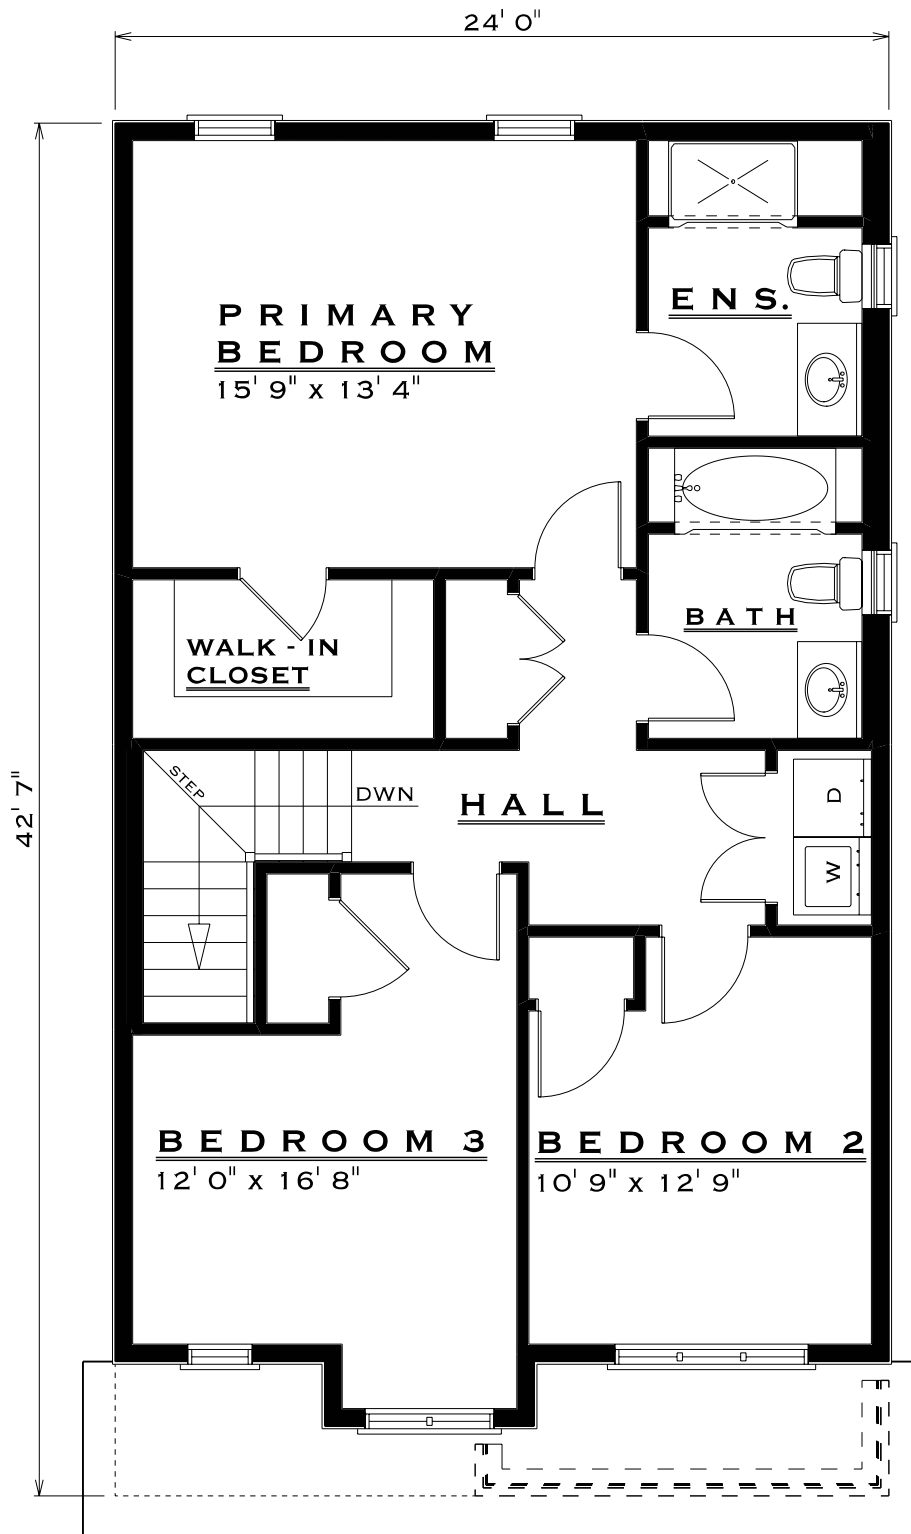 24' 0"
PRIMARY
BEDROOM
15' 9" x 13' 4"
ENS.
BATH
WALK - IN
CLOSET
42' 7"
STEP
DWN
HALL
D
W
BEDROOM 3
12' 0" x 16' 8"
BEDROOM 2
10' 9" x 12' 9"